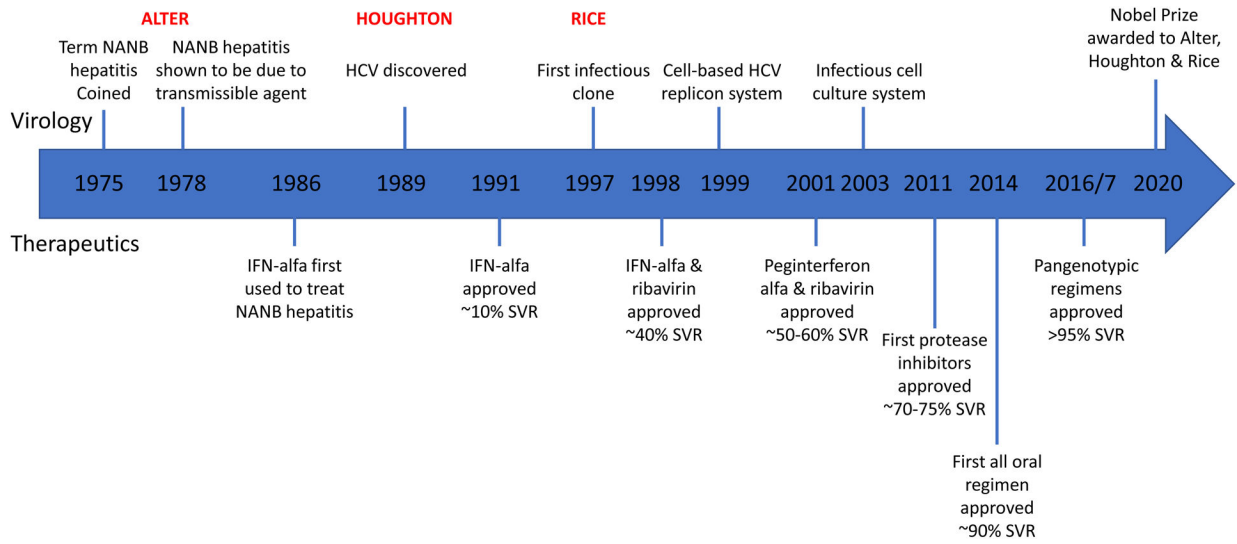 ALTER
HOUGHTON
RICE
Term NANB
hepatitis
Coined
NANB hepatitis
shown to be due to
transmissible agent
HCV discovered
First infectious
clone
Cell-based HCV
replicon system
Infectious cell
culture system
Nobel Prize
awarded to Alter,
Houghton & Rice
Virology
1975
1978
1986
1989
1991
1997
1998
1999
2001
2003
2011
2014
2016/7
2020
Therapeutics
IFN-alfa first
used to treat
NANB hepatitis
IFN-alfa
approved
~10% SVR
IFN-alfa &
ribavirin
approved
~40% SVR
Peginterferon
alfa & ribavirin
approved
~50-60% SVR
First protease
inhibitors
approved
~70-75% SVR
First all oral
regimen
approved
~90% SVR
Pangenotypic
regimens
approved
>95% SVR